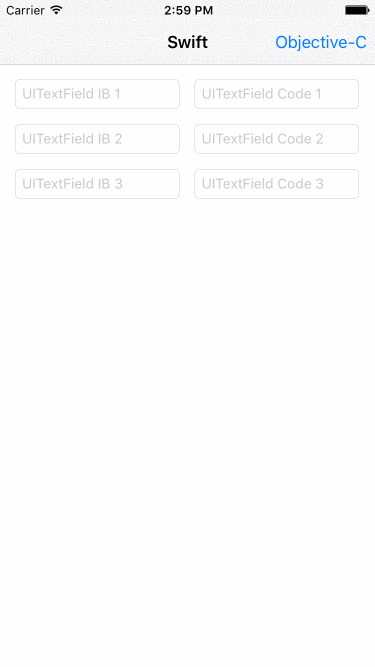 Carrier 2:59 PM
Swift Objective-C
UITextField IB 1 UITextField Code 1
UITextField IB 2 UITextField Code 2
UITextField IB 3 UITextField Code 3